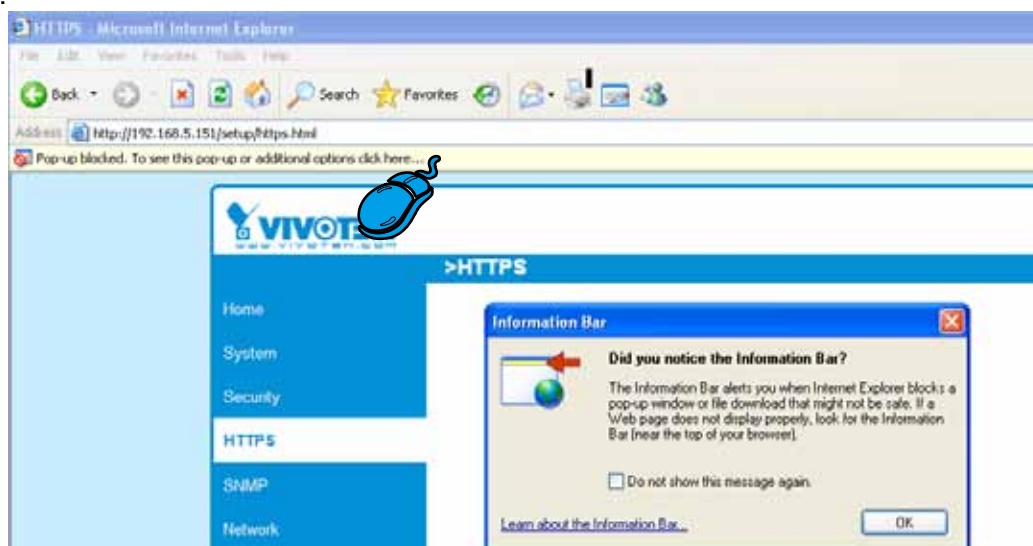 HTTPS - Microsoft Internet Explorer
File Edit View Favorites Tools Help
Back Search Favorites
Address http://192.168.5.151/setup/https.html
Pop-up blocked. To see this pop-up or additional options click here...
VIVOT
www.vivotek.com
>HTTPS
Home
System
Security
HTTPS
SNMP
Network
Information Bar
Did you notice the Information Bar?
The Information Bar alerts you when Internet Explorer blocks a
pop-up window or file download that might not be safe. If a
Web page does not display properly, look for the Information
Bar (near the top of your browser).
Do not show this message again.
Learn about the Information Bar...
OK